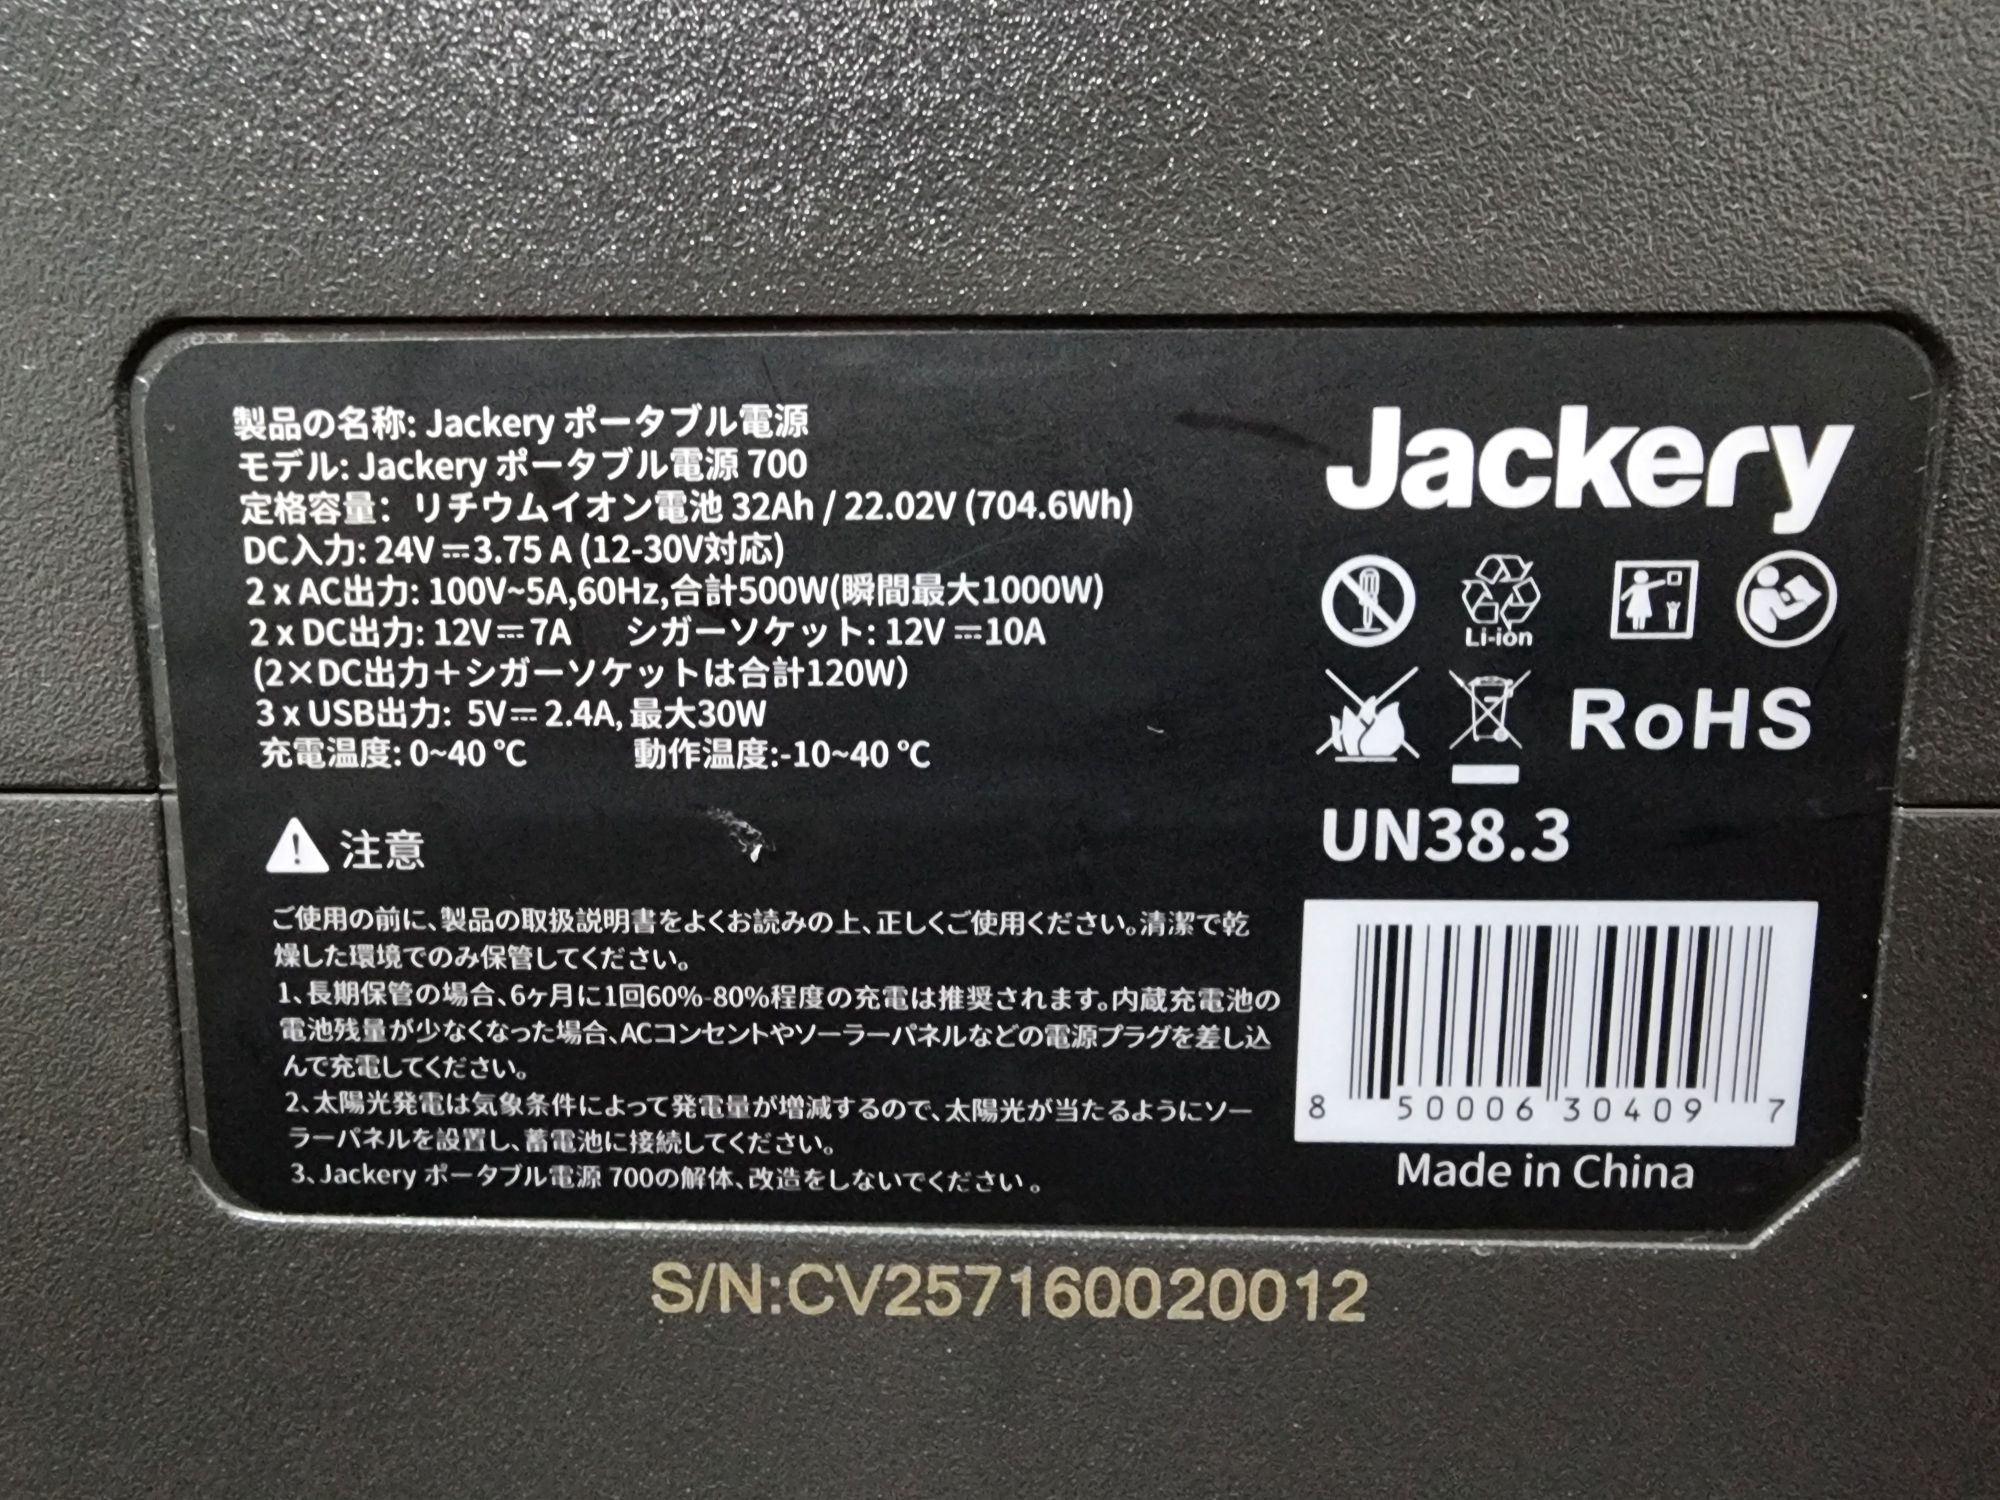 製品の名称: Jackery ポータブル電源
モデル: Jackery ポータブル電源 700
定格容量: リチウムイオン電池 32Ah / 22.02V (704.6Wh)
DC入力: 24V⎓3.75 A (12-30V対応)
2 x AC出力: 100V~5A,60Hz,合計500W(瞬間最大1000W)
2 x DC出力: 12V⎓7A シガーソケット: 12V⎓10A
(2×DC出力+シガーソケットは合計120W)
3 x USB出力: 5V⎓2.4A, 最大30W
充電温度: 0~40 ℃ 動作温度:-10~40 ℃
注意
ご使用の前に、製品の取扱説明書をよくお読みの上、正しくご使用ください。清潔で乾
燥した環境でのみ保管してください。
1、長期保管の場合、6ヶ月に1回60%-80%程度の充電は推奨されます。内蔵充電池の
電池残量が少なくなった場合、ACコンセントやソーラーパネルなどの電源プラグを差し込
んで充電してください。
2、太陽光発電は気象条件によって発電量が増減するので、太陽光が当たるようにソー
ラーパネルを設置し、蓄電池に接続してください。
3、Jackery ポータブル電源 700の解体、改造をしないでください。
Jackery
Li-ion
RoHS
UN38.3
8 50006 30409 7
Made in China
S/N:CV257160020012